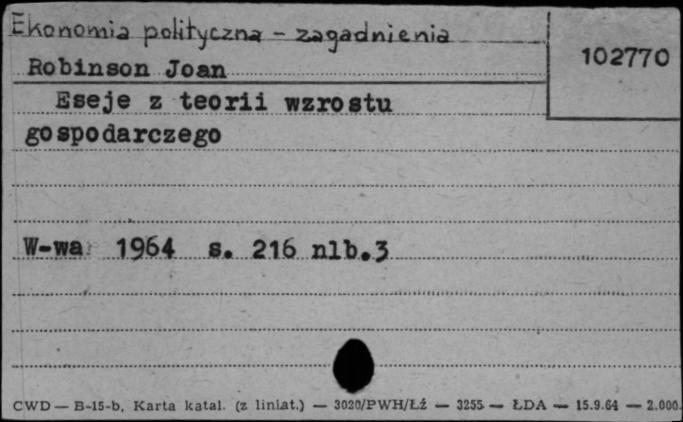 Ekonomia polityczna - zagadnienia
102770
Robinson Joan
Eseje z teorii wzrostu
gospodarczego
W-wa 1964 s. 216 nlb.3
CWD — B-15-b, Karta katal. (z liniat.) — 3020/PWH/Łź — 3255 — ŁDA — 15.9.64 — 2.000.